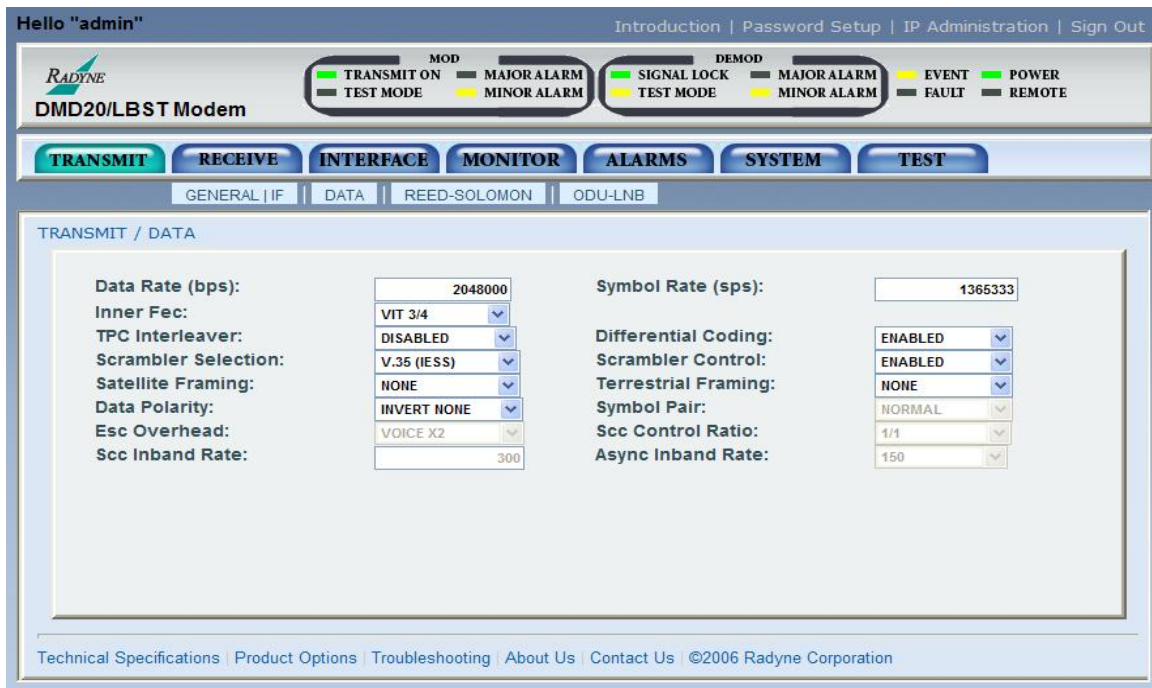 Hello "admin"
Introduction | Password Setup | IP Administration | Sign Out
RADYNE
DMD20/LBST Modem
MOD
TRANSMIT ON MAJOR ALARM
TEST MODE MINOR ALARM
DEMOD
SIGNAL LOCK MAJOR ALARM
TEST MODE MINOR ALARM
EVENT POWER
FAULT REMOTE
TRANSMIT RECEIVE INTERFACE MONITOR ALARMS SYSTEM TEST
GENERAL | IF DATA REED-SOLOMON ODU-LNB
TRANSMIT / DATA
Data Rate (bps): 2048000 Symbol Rate (sps): 1365333
Inner Fec: VIT 3/4
TPC Interleaver: DISABLED Differential Coding: ENABLED
Scrambler Selection: V.35 (IESS) Scrambler Control: ENABLED
Satellite Framing: NONE Terrestrial Framing: NONE
Data Polarity: INVERT NONE Symbol Pair: NORMAL
Esc Overhead: VOICE X2 Scc Control Ratio: 1/1
Scc Inband Rate: 300 Async Inband Rate: 150
Technical Specifications | Product Options | Troubleshooting | About Us | Contact Us | ©2006 Radyne Corporation